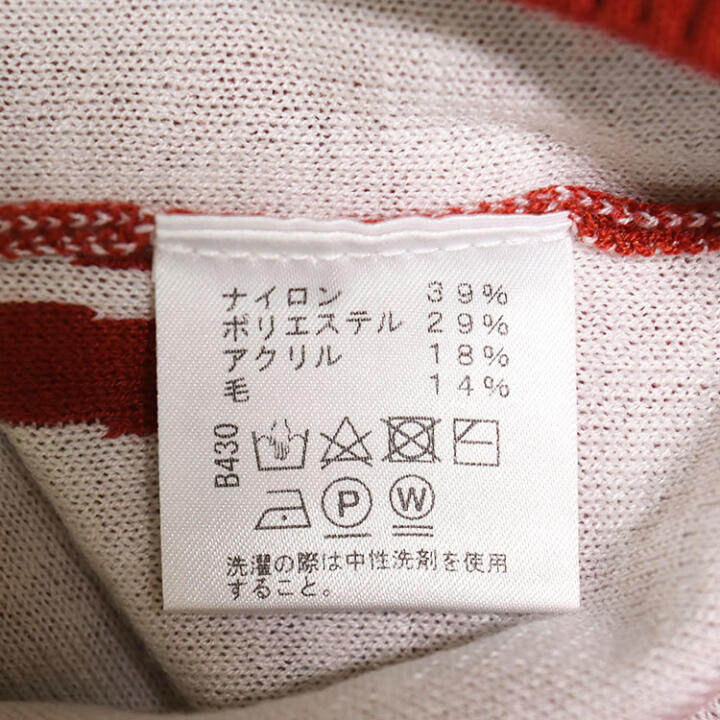 ナイロン 39%
ポリエステル 29%
アクリル 18%
毛 14%
B430
P W
洗濯の際は中性洗剤を使用
すること。